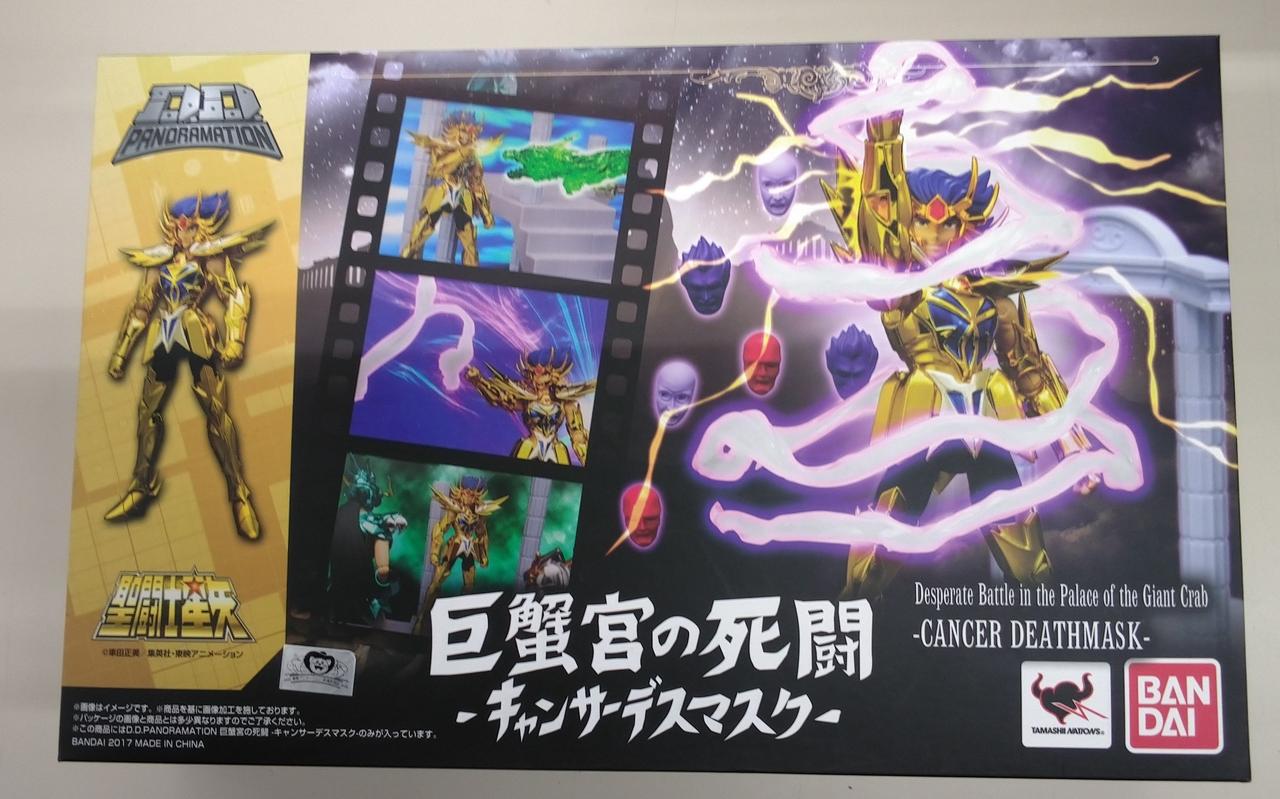 D.D.
PANORAMATION
聖闘士星矢
©車田正美／集英社・東映アニメーション
巨蟹宮の死闘
-キャンサーデスマスク-
Desperate Battle in the Palace of the Giant Crab
-CANCER DEATHMASK-
TAMASHII NATIONS®
BAN
DAI
※画像はイメージです。※商品を基に画像加工を施しております。
※パッケージの画像と商品とは多少異なりますのでご了承ください。
※この商品にはD.D.PANORAMATION 巨蟹宮の死闘 -キャンサーデスマスク-のみが入っています。
BANDAI 2017 MADE IN CHINA